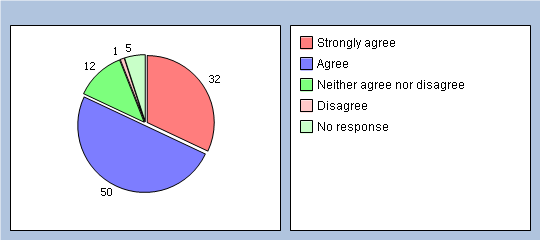 1 5
12
32
50
Strongly agree
Agree
Neither agree nor disagree
Disagree
No response